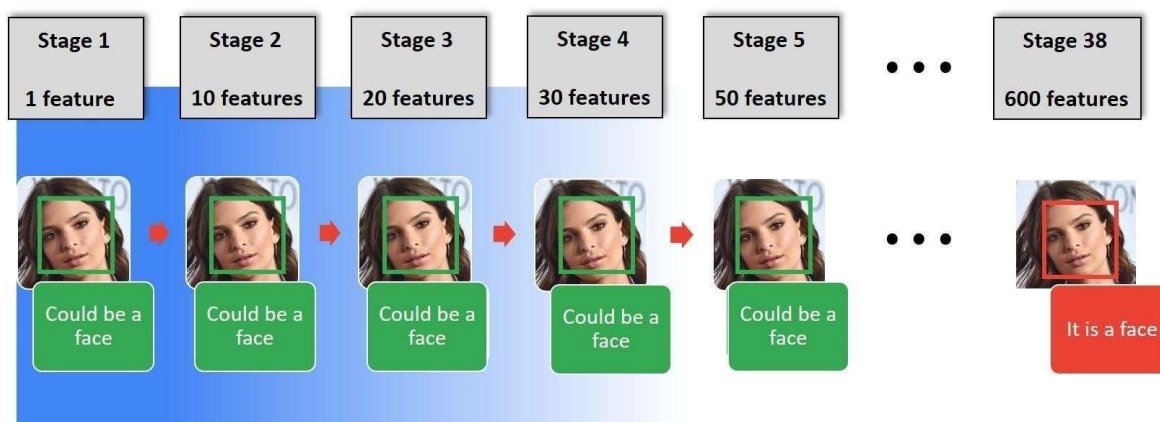 Stage 1
1 feature
Stage 2
10 features
Stage 3
20 features
Stage 4
30 features
Stage 5
50 features
Stage 38
600 features
Could be a
face
Could be a
face
Could be a
face
Could be a
face
Could be a
face
It is a face